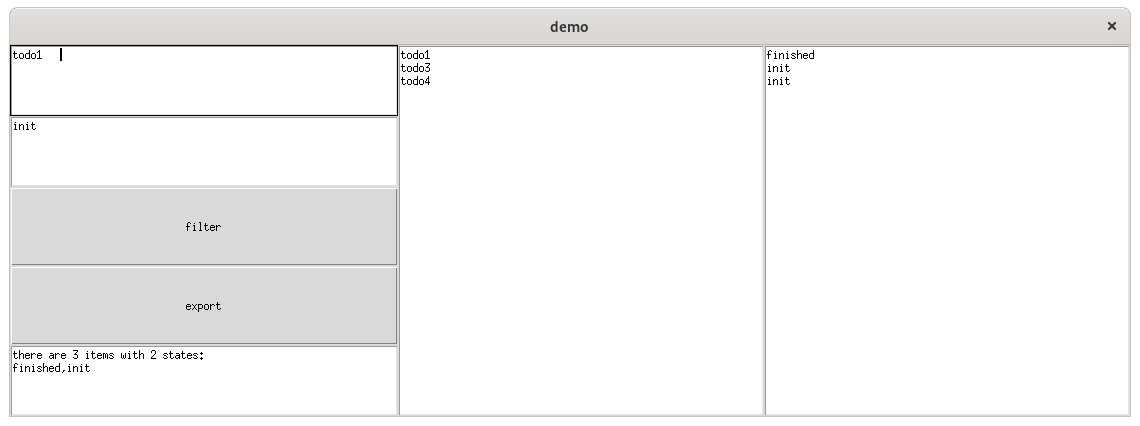 demo
×
todo1
init
filter
export
there are 3 items with 2 states:
finished,init
todo1
todo3
todo4
finished
init
init